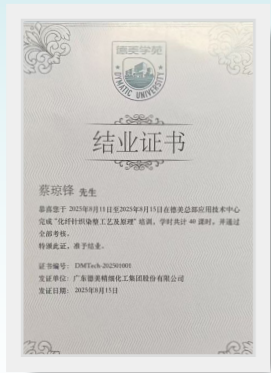 德美学苑
DYMATIC UNIVERSITY
结业证书
蔡琼锋 先生
恭喜您于 2025年8月11日至2025年8月15日在德美总部应用技术中心
完成“化纤针织染整工艺及原理”培训，学时共计 40 课时，并通过
全部考核。
特颁此证，准予结业。
证书编号： DMTech-202501001
发证单位： 广东德美精细化工集团股份有限公司
发证日期： 2025年8月15日